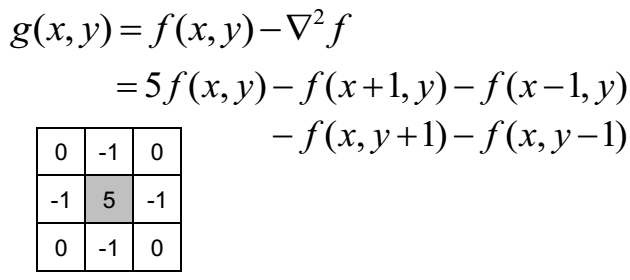 g(x, y) = f(x, y) − ∇²f
= 5f(x, y) − f(x+1, y) − f(x−1, y)
− f(x, y+1) − f(x, y−1)
0 -1 0
-1 5 -1
0 -1 0